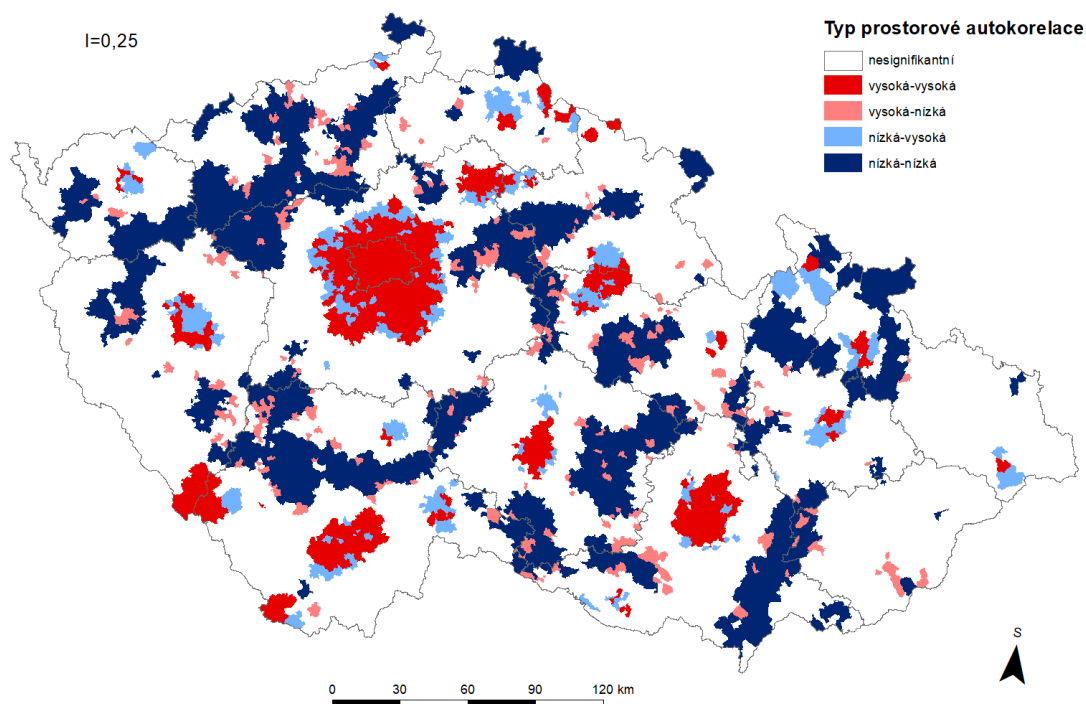 I=0,25
Typ prostorové autokorelace
nesignifikantní
vysoká-vysoká
vysoká-nízká
nízká-vysoká
nízká-nízká
S
0 30 60 90 120 km